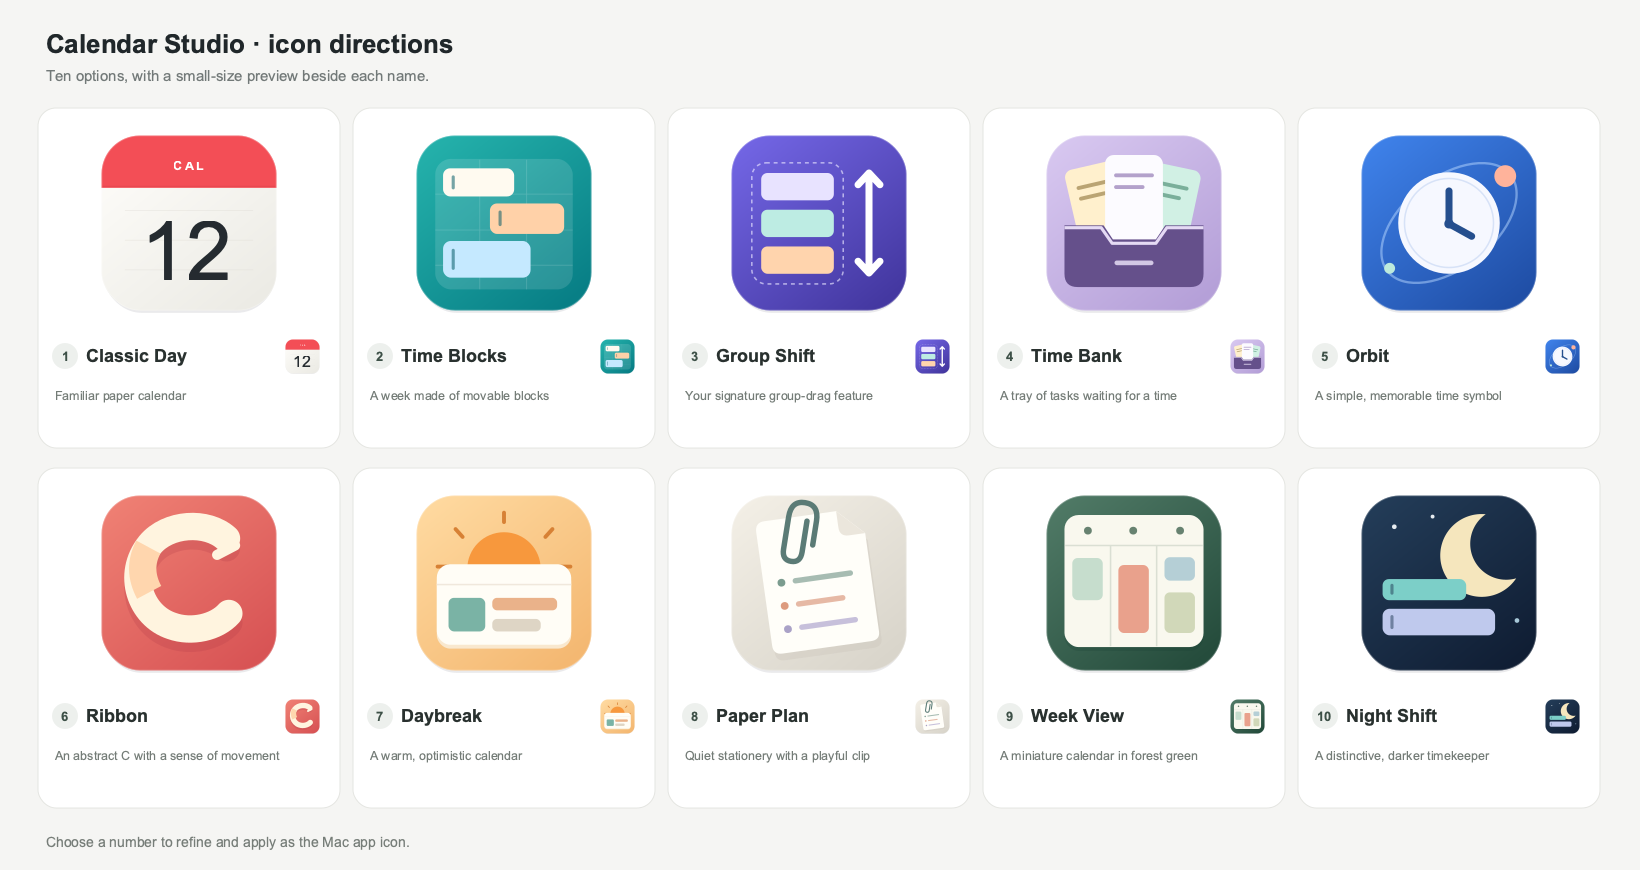 Calendar Studio · icon directions
Ten options, with a small-size preview beside each name.
CAL
12
1 Classic Day
12
Familiar paper calendar
2 Time Blocks
A week made of movable blocks
3 Group Shift
Your signature group-drag feature
4 Time Bank
A tray of tasks waiting for a time
5 Orbit
A simple, memorable time symbol
C
6 Ribbon
C
An abstract C with a sense of movement
7 Daybreak
A warm, optimistic calendar
8 Paper Plan
Quiet stationery with a playful clip
9 Week View
A miniature calendar in forest green
10 Night Shift
A distinctive, darker timekeeper
Choose a number to refine and apply as the Mac app icon.